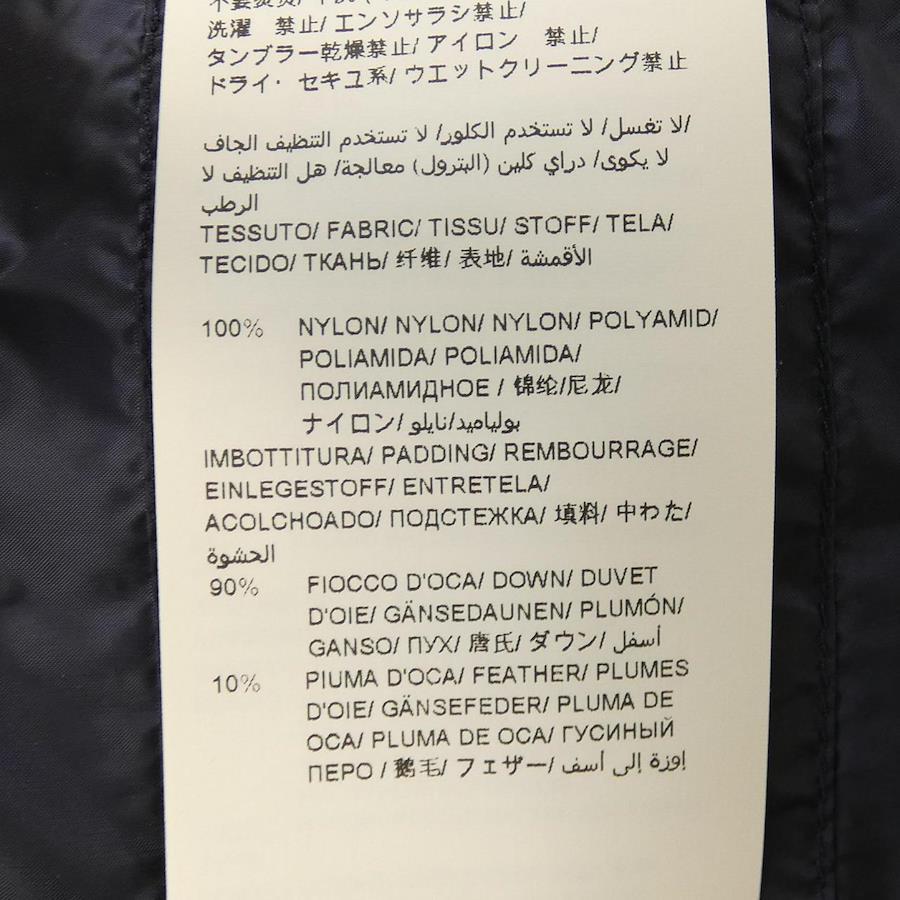 洗濯 禁止/ エンソサラシ禁止/
タンブラー乾燥禁止/ アイロン 禁止/
ドライ・ セキユ系/ ウエットクリーニング禁止
لا تغسل/ لا تستخدم الكلور/ لا تستخدم التنظيف الجاف/
لا يكوى/ دراي كلين (البترول) معالجة/ هل التنظيف لا
الرطب
TESSUTO/ FABRIC/ TISSU/ STOFF/ TELA/
TECIDO/ ТКАНЬ/ 纤维/ 表地/ الأقمشة
100% NYLON/ NYLON/ NYLON/ POLYAMID/
POLIAMIDA/ POLIAMIDA/
ПОЛИАМИДНОЕ / 锦纶/尼龙/
ナイロン/ بولياميد/نايلو
IMBOTTITURA/ PADDING/ REMBOURRAGE/
EINLEGESTOFF/ ENTRETELA/
ACOLCHOADO/ ПОДСТЕЖКА/ 填料/ 中わた/
الحشوة
90% FIOCCO D'OCA/ DOWN/ DUVET
D'OIE/ GÄNSEDAUNEN/ PLUMÓN/
GANSO/ ПУХ/ 唐氏/ ダウン/ أسفل
10% PIUMA D'OCA/ FEATHER/ PLUMES
D'OIE/ GÄNSEFEDER/ PLUMA DE
OCA/ PLUMA DE OCA/ ГУСИНЫЙ
ПЕРО / 鹅毛/ フェザー/ إوزة إلى أسف